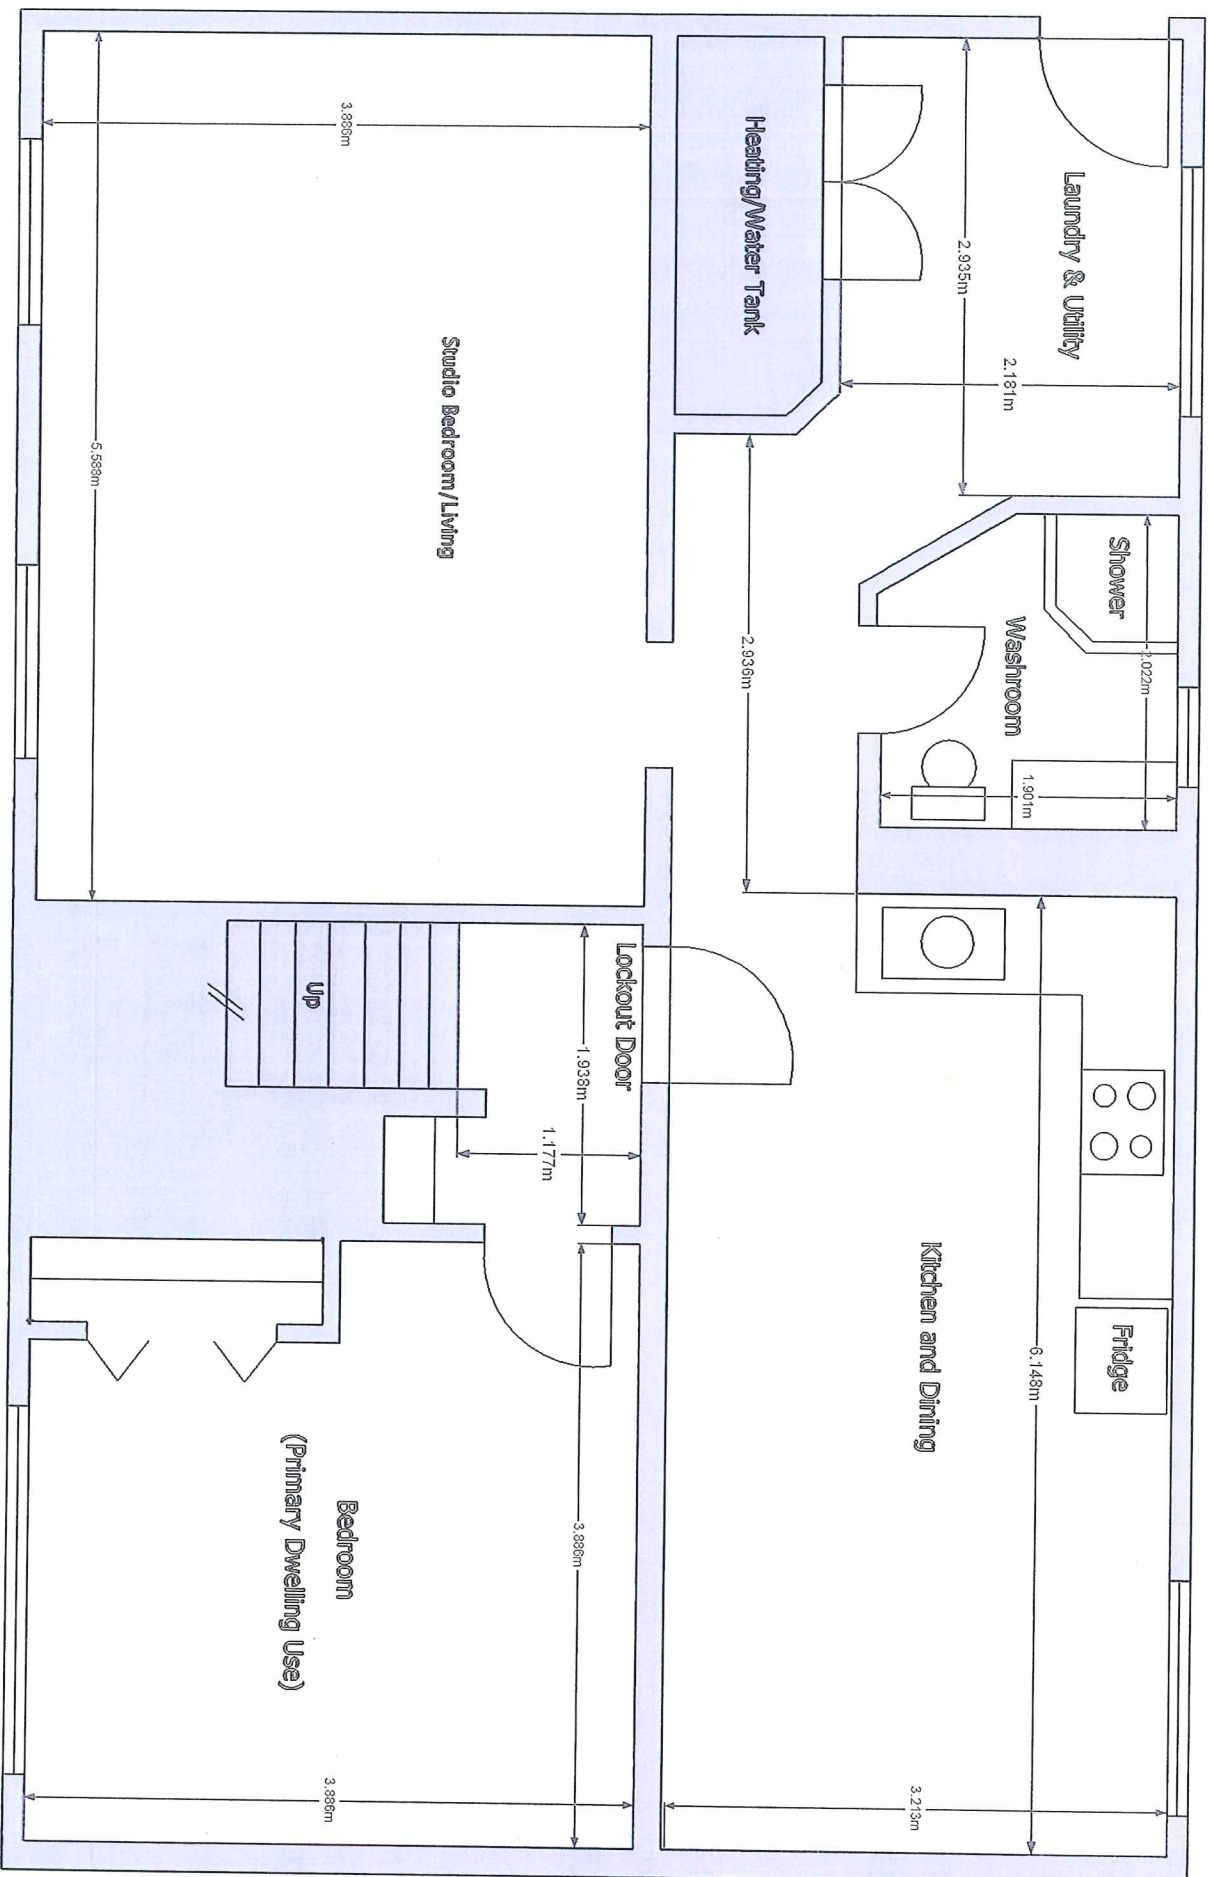 Laundry & Utility
2.935m
2.181m
Heating/Water Tank
Shower
2.022m
Washroom
1.901m
2.936m
Kitchen and Dining
Fridge
6.148m
3.213m
3.886m
Studio Bedroom/Living
5.588m
Lockout Door
1.938m
1.177m
Up
3.886m
Bedroom
(Primary Dwelling Use)
3.886m